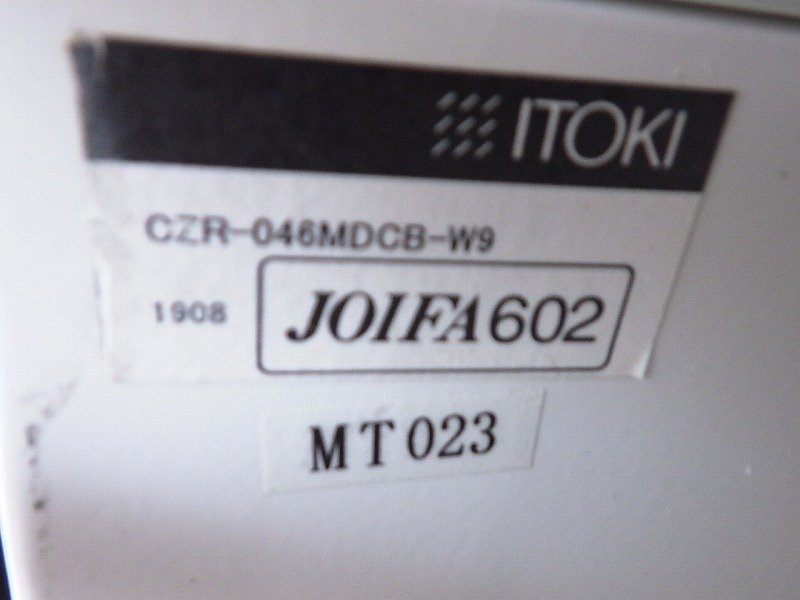 ITOKI
CZR-046MDCB-W9
1908
JOIFA602
MT023